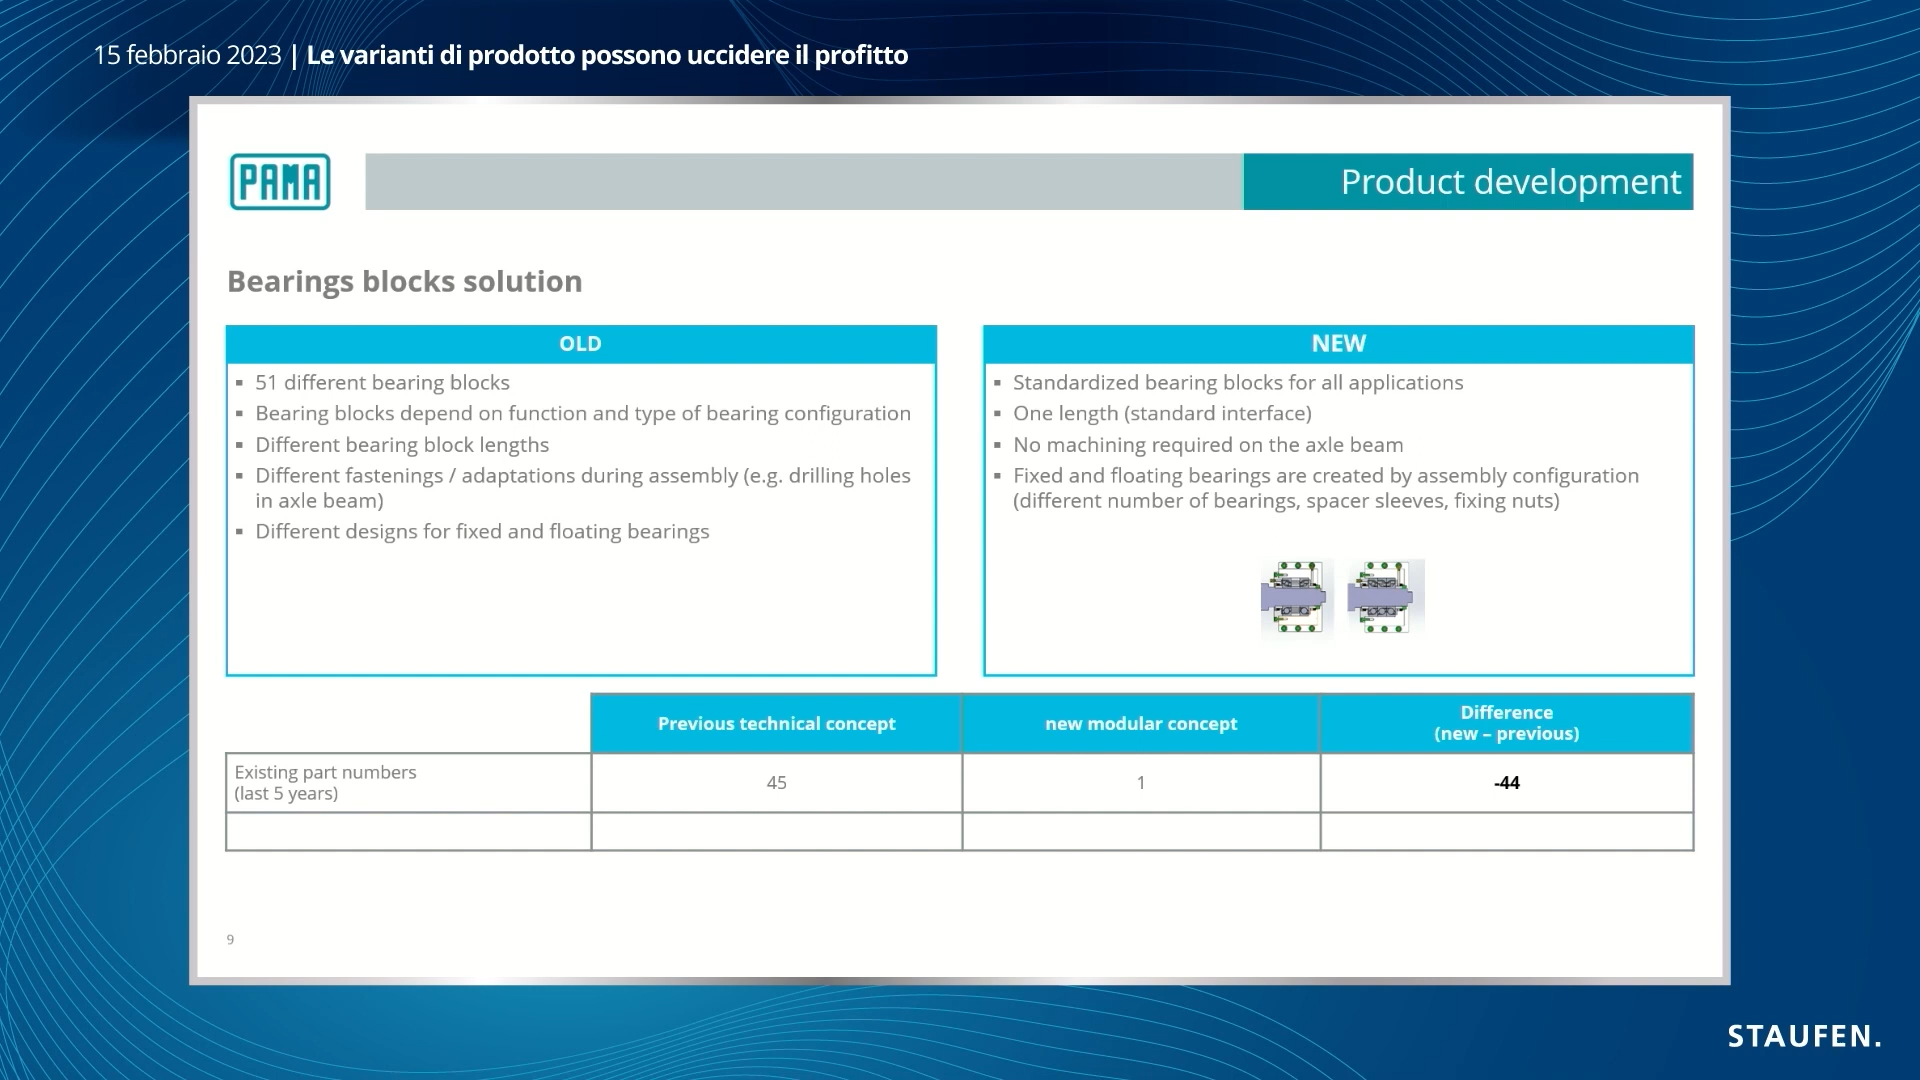 15 febbraio 2023 | Le varianti di prodotto possono uccidere il profitto
PAMA
Product development
Bearings blocks solution
OLD
▪ 51 different bearing blocks
▪ Bearing blocks depend on function and type of bearing configuration
▪ Different bearing block lengths
▪ Different fastenings / adaptations during assembly (e.g. drilling holes
in axle beam)
▪ Different designs for fixed and floating bearings
NEW
▪ Standardized bearing blocks for all applications
▪ One length (standard interface)
▪ No machining required on the axle beam
▪ Fixed and floating bearings are created by assembly configuration
(different number of bearings, spacer sleeves, fixing nuts)
Previous technical concept
new modular concept
Difference
(new – previous)
Existing part numbers
(last 5 years)
45
1
-44
9
STAUFEN.